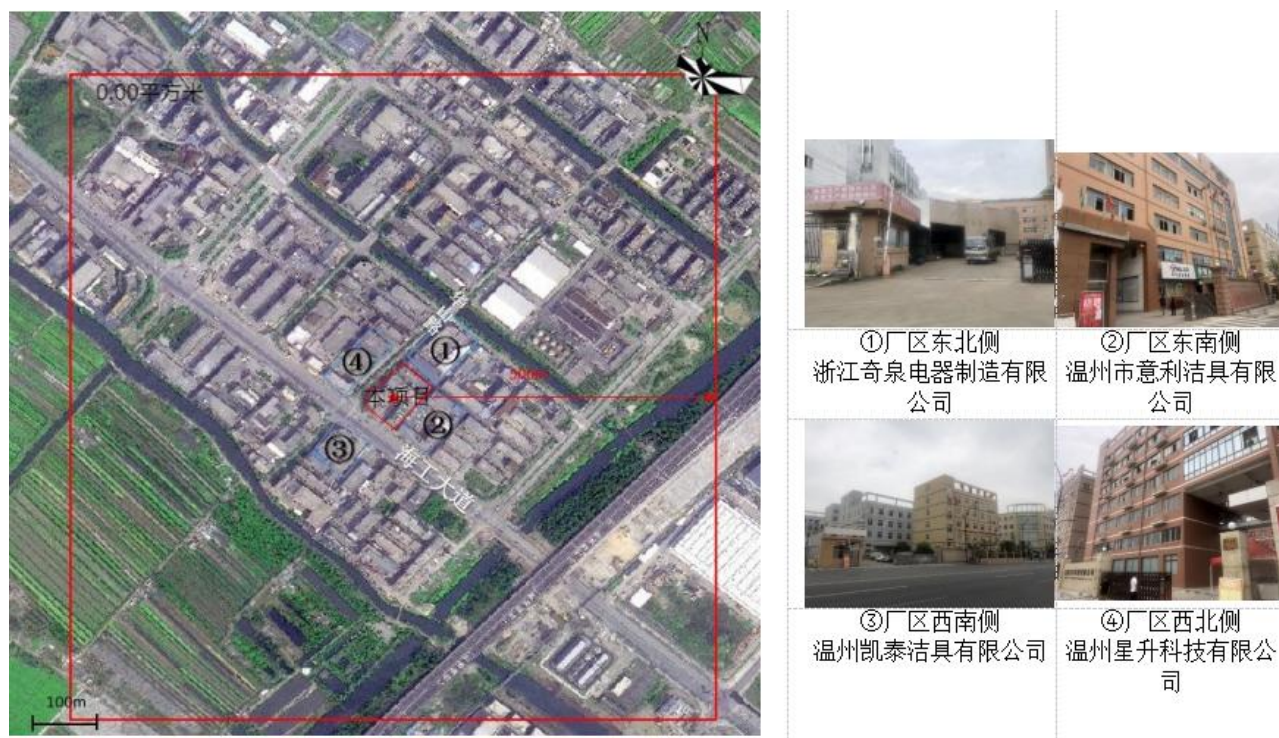 N
0.00平方米
①
④
500m
本项目
②
③
海工大道
100m
①厂区东北侧
浙江奇泉电器制造有限
公司
②厂区东南侧
温州市意利洁具有限
公司
③厂区西南侧
温州凯泰洁具有限公司
④厂区西北侧
温州星升科技有限公
司